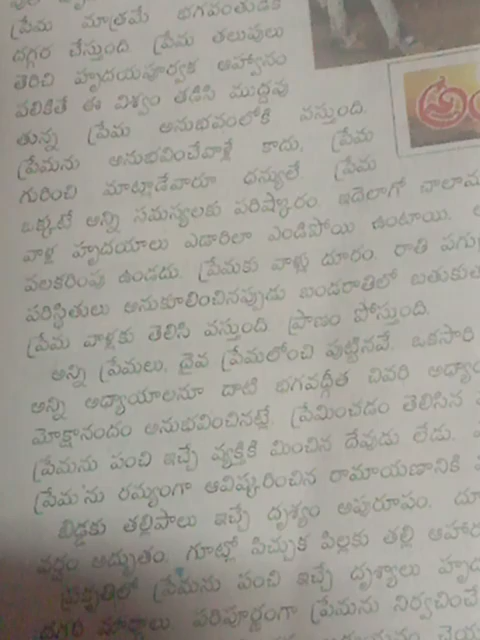 ప్రేమ మాత్రమే భగవంతుడికి
దగ్గర చేస్తుంది. ప్రేమ తలుపులు
తెరిచి హృదయపూర్వక ఆహ్వానం
పలికితే ఈ విశ్వం తడిసి ముద్దవు
తున్న ప్రేమ అనుభవంలోకి వస్తుంది.
ప్రేమను అనుభవించేవాళ్లే కాదు, ప్రేమ
గురించి మాట్లాడేవారూ ధన్యులే. ప్రేమ
ఒక్కటే అన్ని సమస్యలకు పరిష్కారం. ఇదెలాగో చాలామ
వాళ్ల హృదయాలు ఎడారిలా ఎండిపోయి ఉంటాయి.
పలకరింపు ఉండదు. ప్రేమకు వాళ్లు దూరం. రాతి
పరిస్థితులు అనుకూలించినప్పుడు బండరాతిలో బతుకుత
ప్రేమ వాళ్లకు తెలిసి వస్తుంది. ప్రాణం పోస్తుంది.
అన్ని ప్రేమలు, దైవ ప్రేమలోంచి పుట్టినవే. ఒకసారి
అన్ని అధ్యాయాలనూ దాటి భగవద్గీత చివరి అధ్యా
మోక్షానందం అనుభవించినట్లే. ప్రేమించడం తెలిసిన
ప్రేమను పంచి ఇచ్చే వ్యక్తికి మించిన దేవుడు లేడు.
ప్రేమ'ను రమ్యంగా ఆవిష్కరించిన రామాయణానికి
బిడ్డకు తల్లిపాలు ఇచ్చే దృశ్యం అపురూపం. దూ
వర్ణం అద్భుతం. గూట్లో పిచ్చుక పిల్లకు తల్లి ఆహార
ప్రకృతిలో ప్రేమను పంచి ఇచ్చే దృశ్యాలు హృద
దగ్గర మార్గాలు. పరిపూర్ణంగా ప్రేమను నిర్వచించే